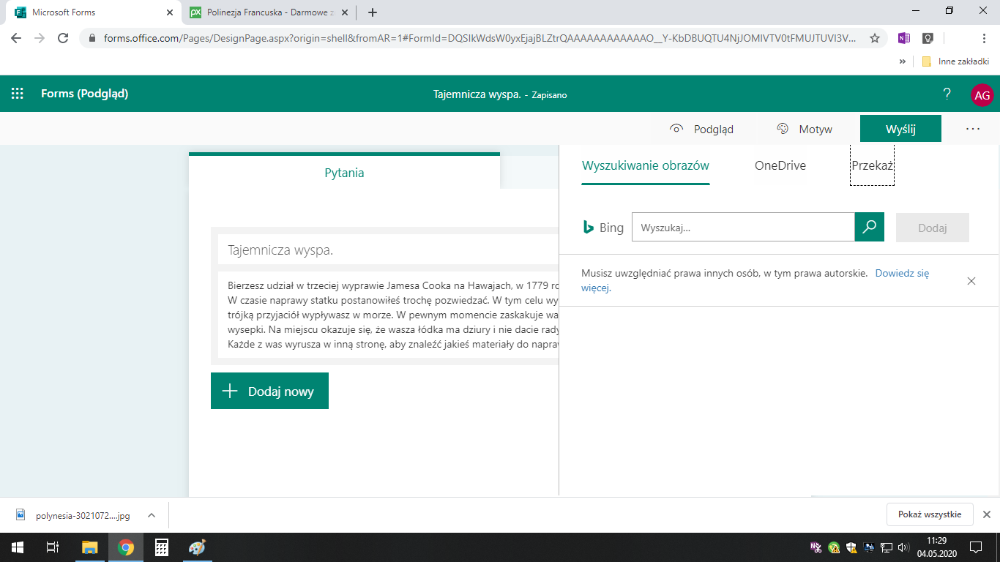 Microsoft Forms
Polinezja Francuska - Darmowe z
forms.office.com/Pages/DesignPage.aspx?origin=shell&fromAR=1#FormId=DQSIkWdsW0yxEjajBLZtrQAAAAAAAAAAAAO__Y-KbDBUQTU4NjJOMlVTV0tFMUJTUVI3V...
»
Inne zakładki
Forms (Podgląd)
Tajemnicza wyspa. - Zapisano
?
AG
Podgląd
Motyw
Wyślij
...
Pytania
Wyszukiwanie obrazów
OneDrive
Przekaż
Bing
Wyszukaj...
Dodaj
Musisz uwzględniać prawa innych osób, w tym prawa autorskie. Dowiedz się
więcej.
Tajemnicza wyspa.
Bierzesz udział w trzeciej wyprawie Jamesa Cooka na Hawajach, w 1779 ro
W czasie naprawy statku postanowiłeś trochę pozwiedzać. W tym celu wy
trójką przyjaciół wypływasz w morze. W pewnym momencie zaskakuje wa
wysepki. Na miejscu okazuje się, że wasza łódka ma dziury i nie dacie rady
Każde z was wyrusza w inną stronę, aby znaleźć jakieś materiały do napraw
Dodaj nowy
polynesia-3021072....jpg
Pokaż wszystkie
11:29
04.05.2020